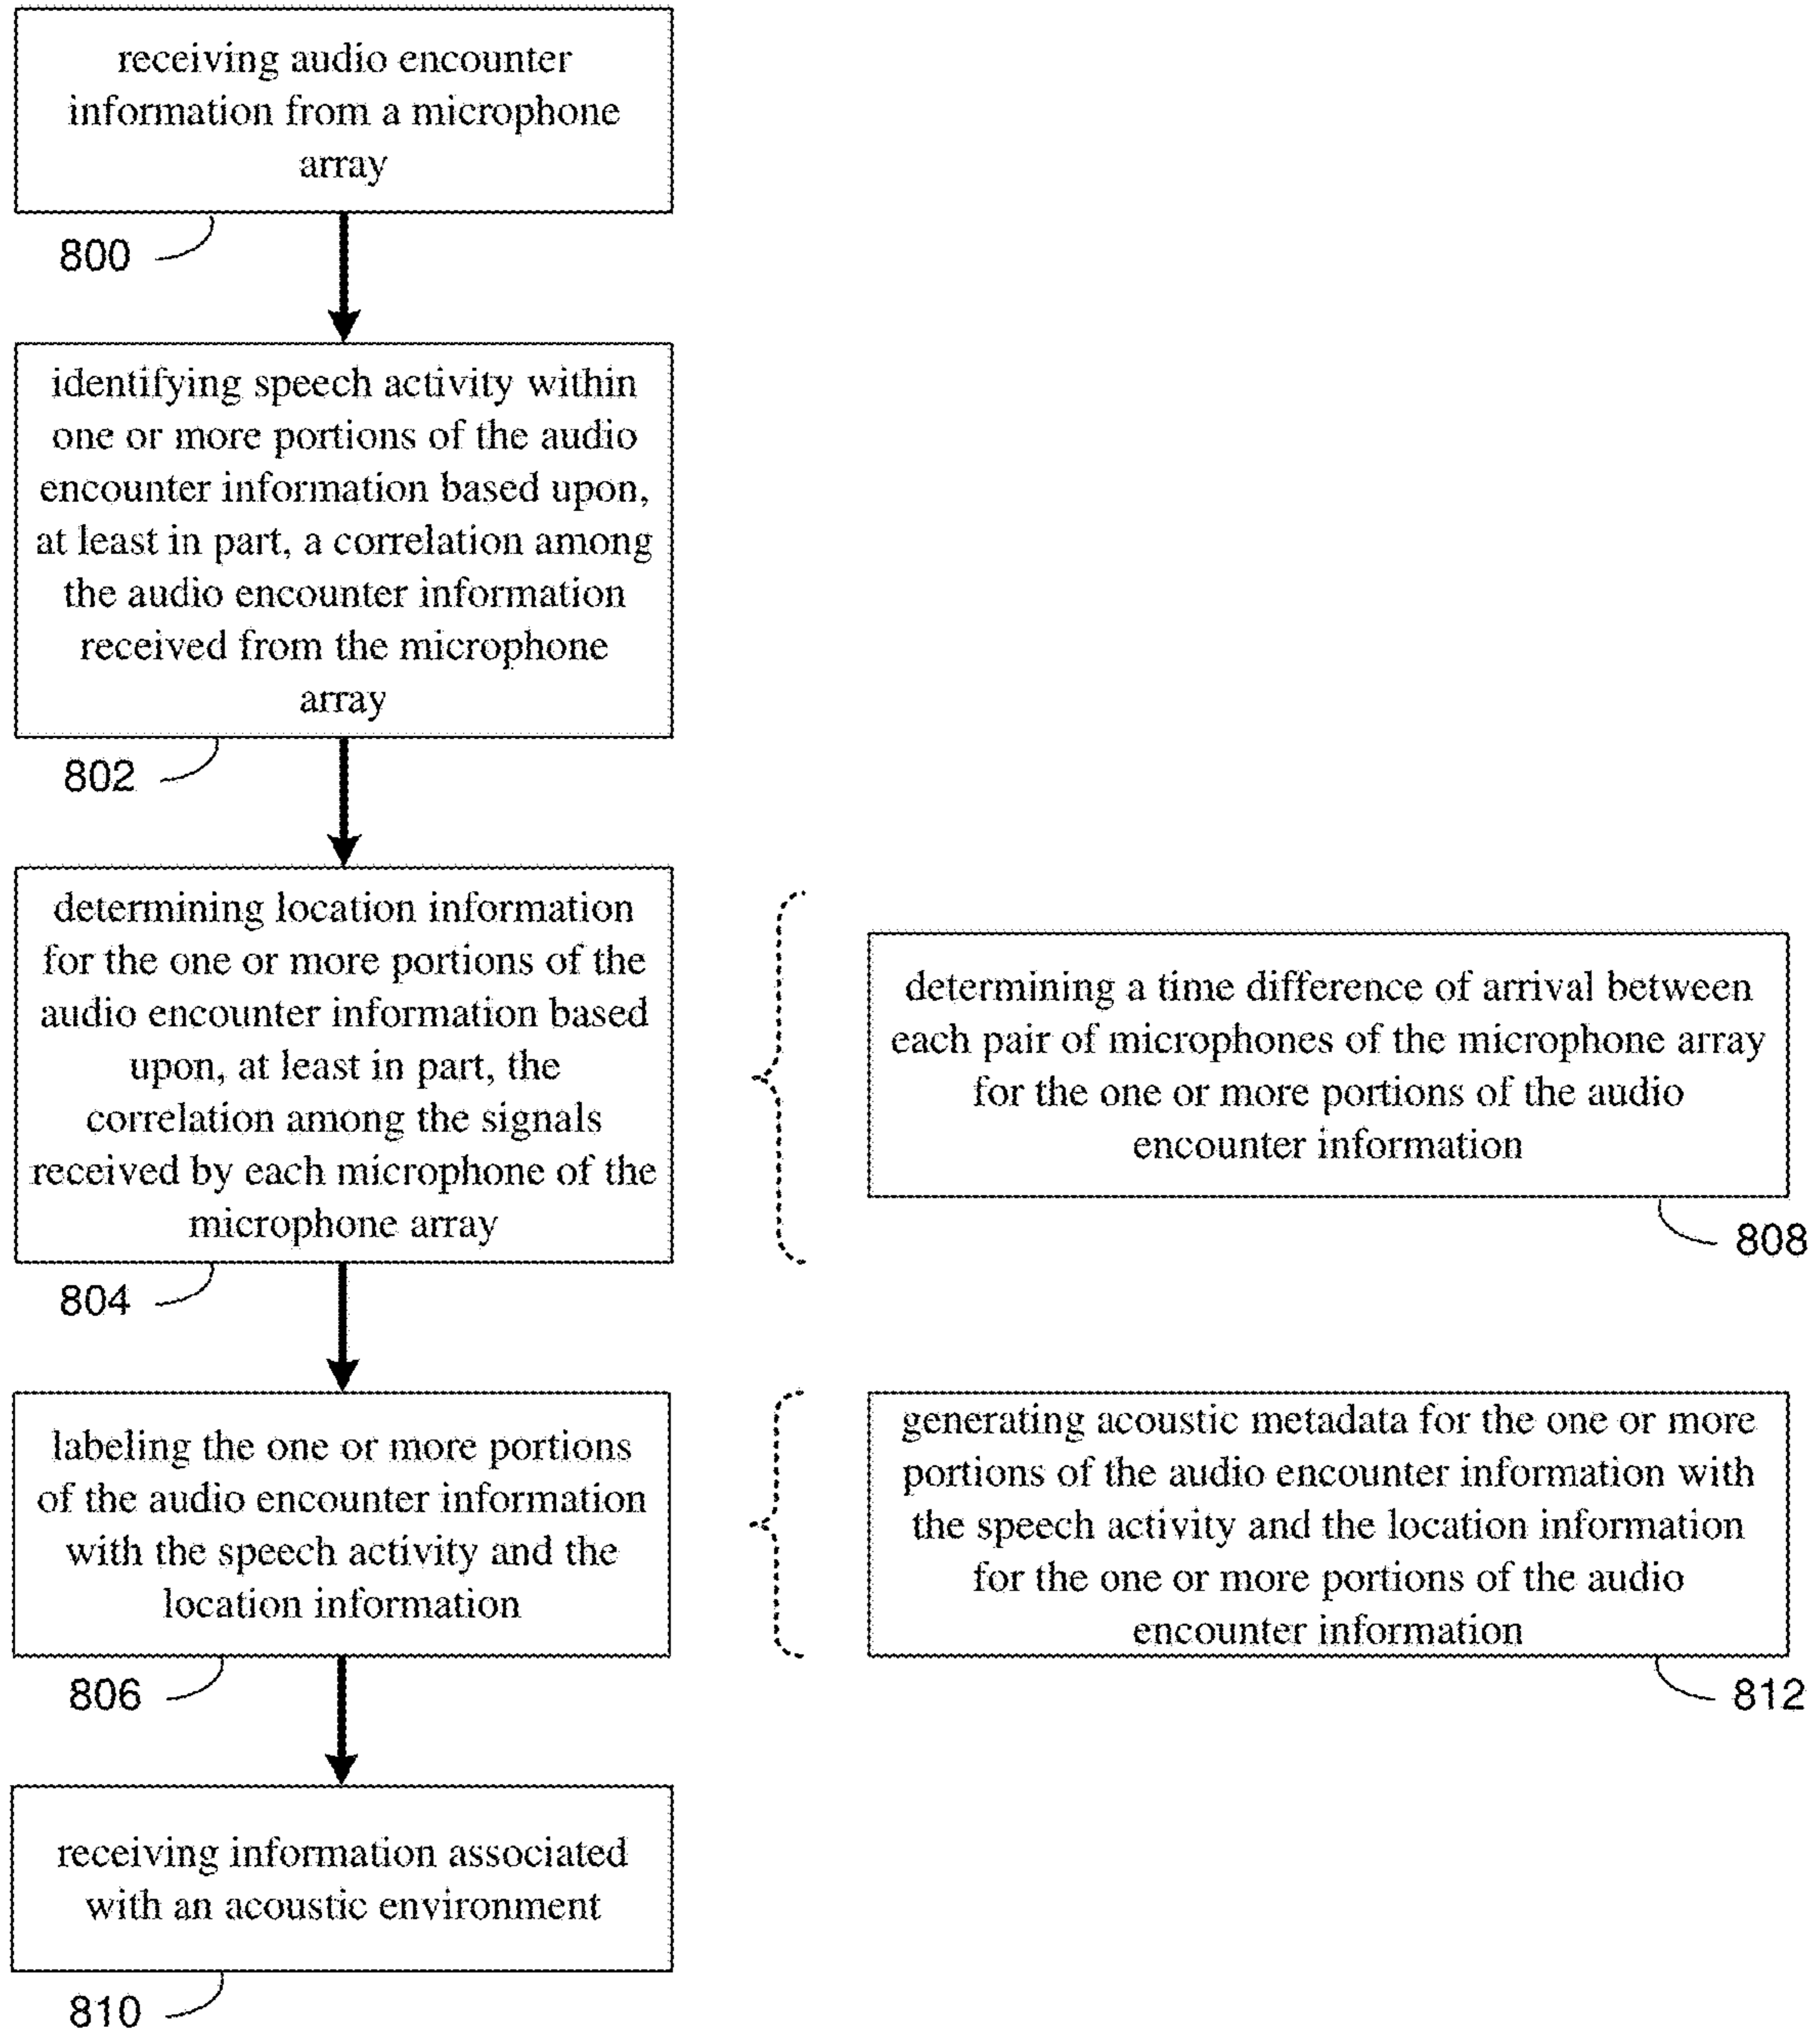 receiving audio encounter
information from a microphone
array
800
identifying speech activity within
one or more portions of the audio
encounter information based upon,
at least in part, a correlation among
the audio encounter information
received from the microphone
array
802
determining location information
for the one or more portions of the
audio encounter information based
upon, at least in part, the
correlation among the signals
received by each microphone of the
microphone array
804
determining a time difference of arrival between
each pair of microphones of the microphone array
for the one or more portions of the audio
encounter information
808
labeling the one or more portions
of the audio encounter information
with the speech activity and the
location information
806
generating acoustic metadata for the one or more
portions of the audio encounter information with
the speech activity and the location information
for the one or more portions of the audio
encounter information
812
receiving information associated
with an acoustic environment
810